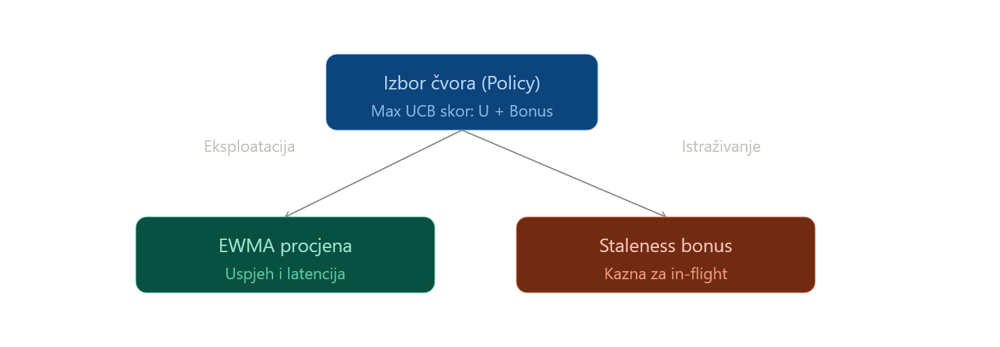 Izbor čvora (Policy)
Max UCB skor: U + Bonus
Eksploatacija
Istraživanje
EWMA procjena
Uspjeh i latencija
Staleness bonus
Kazna za in-flight